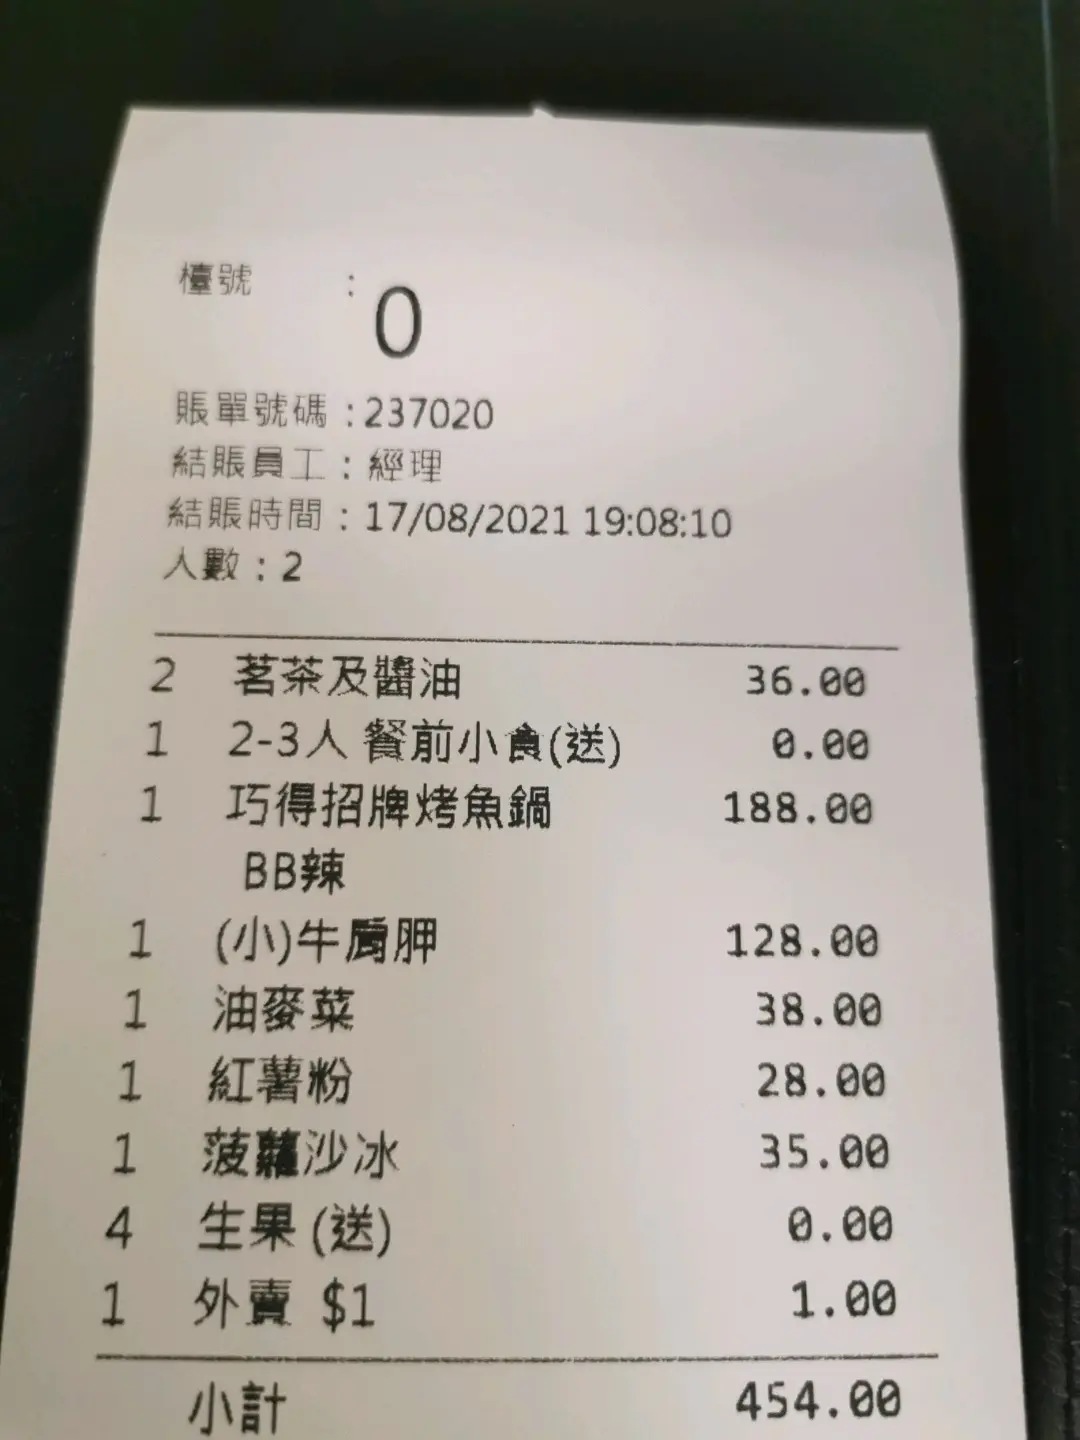 檯號 : 0
賬單號碼 : 237020
結賬員工 : 經理
結賬時間 : 17/08/2021 19:08:10
人數 : 2
2 茗茶及醬油 36.00
1 2-3人 餐前小食(送) 0.00
1 巧得招牌烤魚鍋 188.00
BB辣
1 (小)牛肩胛 128.00
1 油麥菜 38.00
1 紅薯粉 28.00
1 菠蘿沙冰 35.00
4 生果 (送) 0.00
1 外賣 $1 1.00
小計 454.00